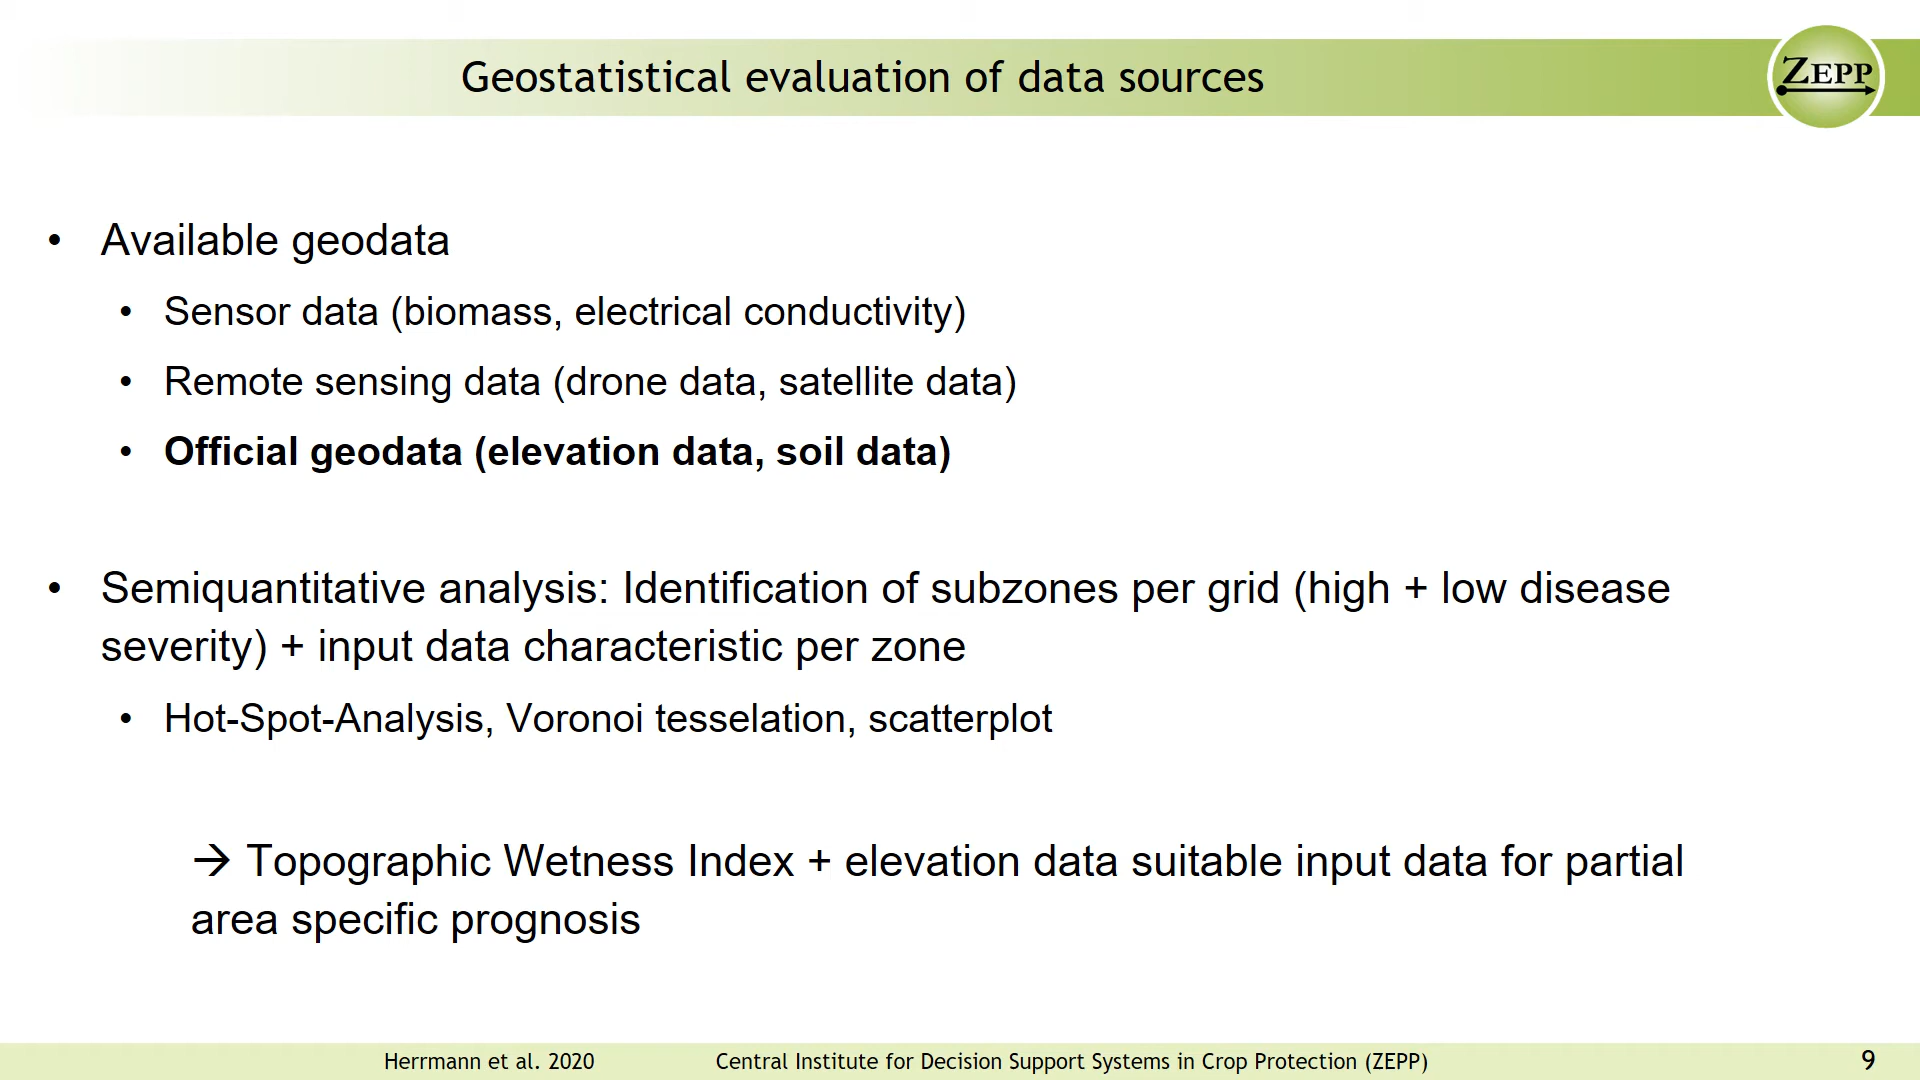 Geostatistical evaluation of data sources
ZEPP
• Available geodata
• Sensor data (biomass, electrical conductivity)
• Remote sensing data (drone data, satellite data)
• Official geodata (elevation data, soil data)
• Semiquantitative analysis: Identification of subzones per grid (high + low disease
severity) + input data characteristic per zone
• Hot-Spot-Analysis, Voronoi tesselation, scatterplot
→ Topographic Wetness Index + elevation data suitable input data for partial
area specific prognosis
Herrmann et al. 2020 Central Institute for Decision Support Systems in Crop Protection (ZEPP) 9